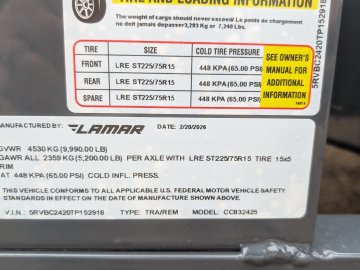 TIRE AND LOADING INFORMATION
The weight of cargo should never exceed/ Le poids de chargement
ne doit jamais depasser 3,283 Kg or 7,240 Lbs.
TIRE SIZE COLD TIRE PRESSURE
FRONT LRE ST225/75R15 448 KPA (65.00 PSI)
REAR LRE ST225/75R15 448 KPA (65.00 PSI)
SPARE LRE ST225/75R15 448 KPA (65.00 PSI)
SEE OWNER'S
MANUAL FOR
ADDITIONAL
INFORMATION
5RVBC2420TP152918
MANUFACTURED BY: LAMAR DATE: 2/20/2026
GVWR 4530 KG (9,990.00 LB)
GAWR ALL 2359 KG (5,200.00 LB) PER AXLE WITH LRE ST225/75R15 TIRE 15x5
RIM
AT 448 KPA (65.00 PSI) COLD INFL. PRESS.
THIS VEHICLE CONFORMS TO ALL APPLICABLE U.S. FEDERAL MOTOR VEHICLE SAFETY
STANDARDS IN EFFECT ON THE DATE OF MANUFACTURE SHOWN ABOVE.
V.I.N.: 5RVBC2420TP152918 TYPE: TRA/REM MODEL: CC832425